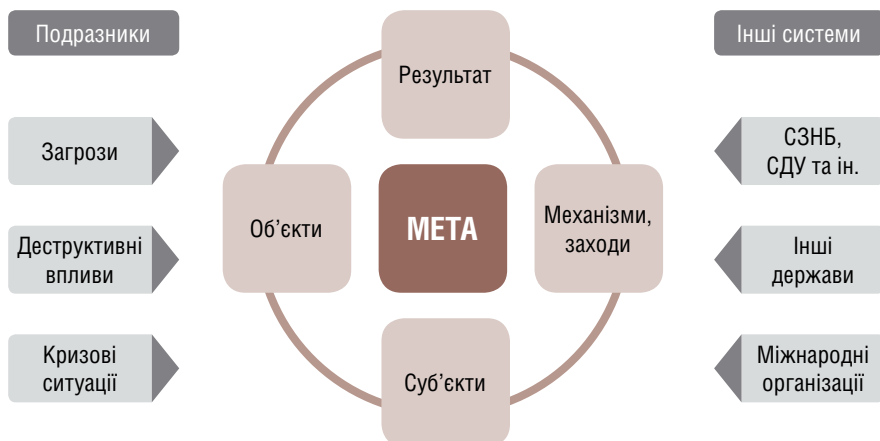 Подразники
Загрози
Деструктивні
впливи
Кризові
ситуації
Результат
Об’єкти
МЕТА
Механізми,
заходи
Суб’єкти
Інші системи
СЗНБ,
СДУ та ін.
Інші
держави
Міжнародні
організації